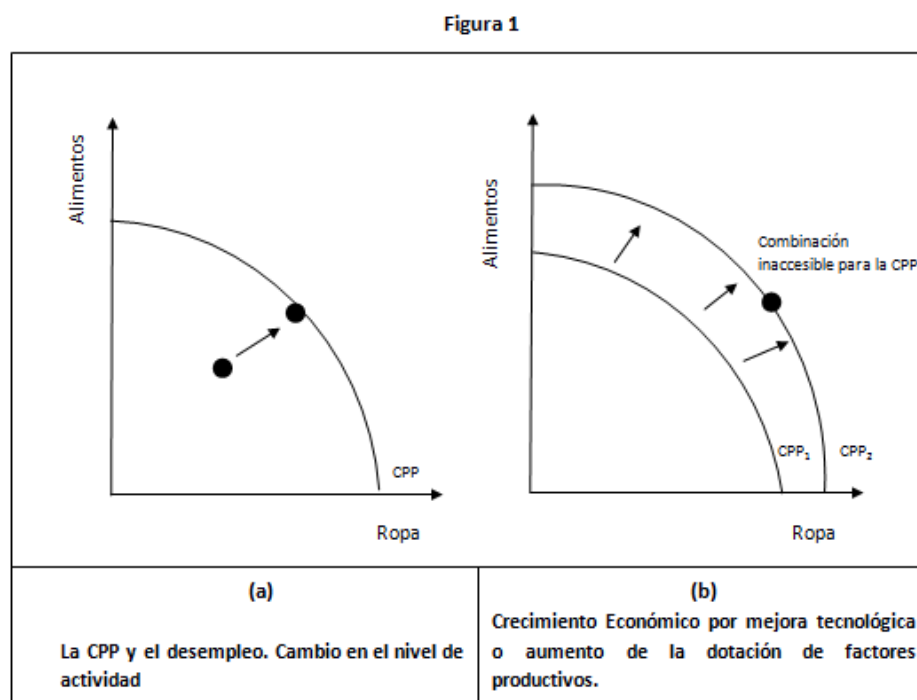 Figura 1
Alimentos
CPP
Ropa
Alimentos
Combinación
inaccesible para la CPP
CPP₁
CPP₂
Ropa
(a)
La CPP y el desempleo. Cambio en el nivel de
actividad
(b)
Crecimiento Económico por mejora tecnológica
o aumento de la dotación de factores
productivos.